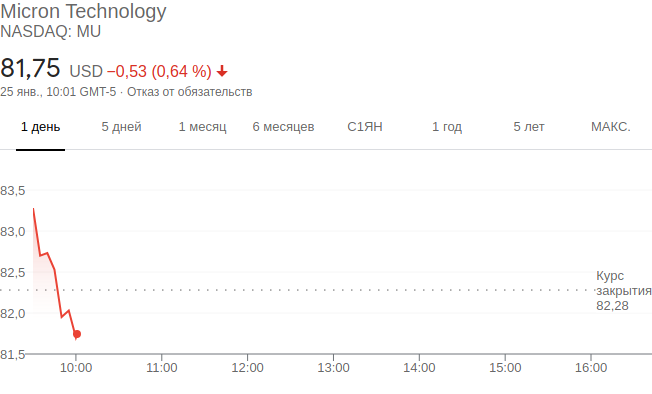 Micron Technology
NASDAQ: MU
81,75 USD −0,53 (0,64 %)
25 янв., 10:01 GMT-5 · Отказ от обязательств
1 день 5 дней 1 месяц 6 месяцев С1ЯН 1 год 5 лет МАКС.
83,5
83,0
82,5
Курс
закрытия
82,28
82,0
81,5
10:00 11:00 12:00 13:00 14:00 15:00 16:00